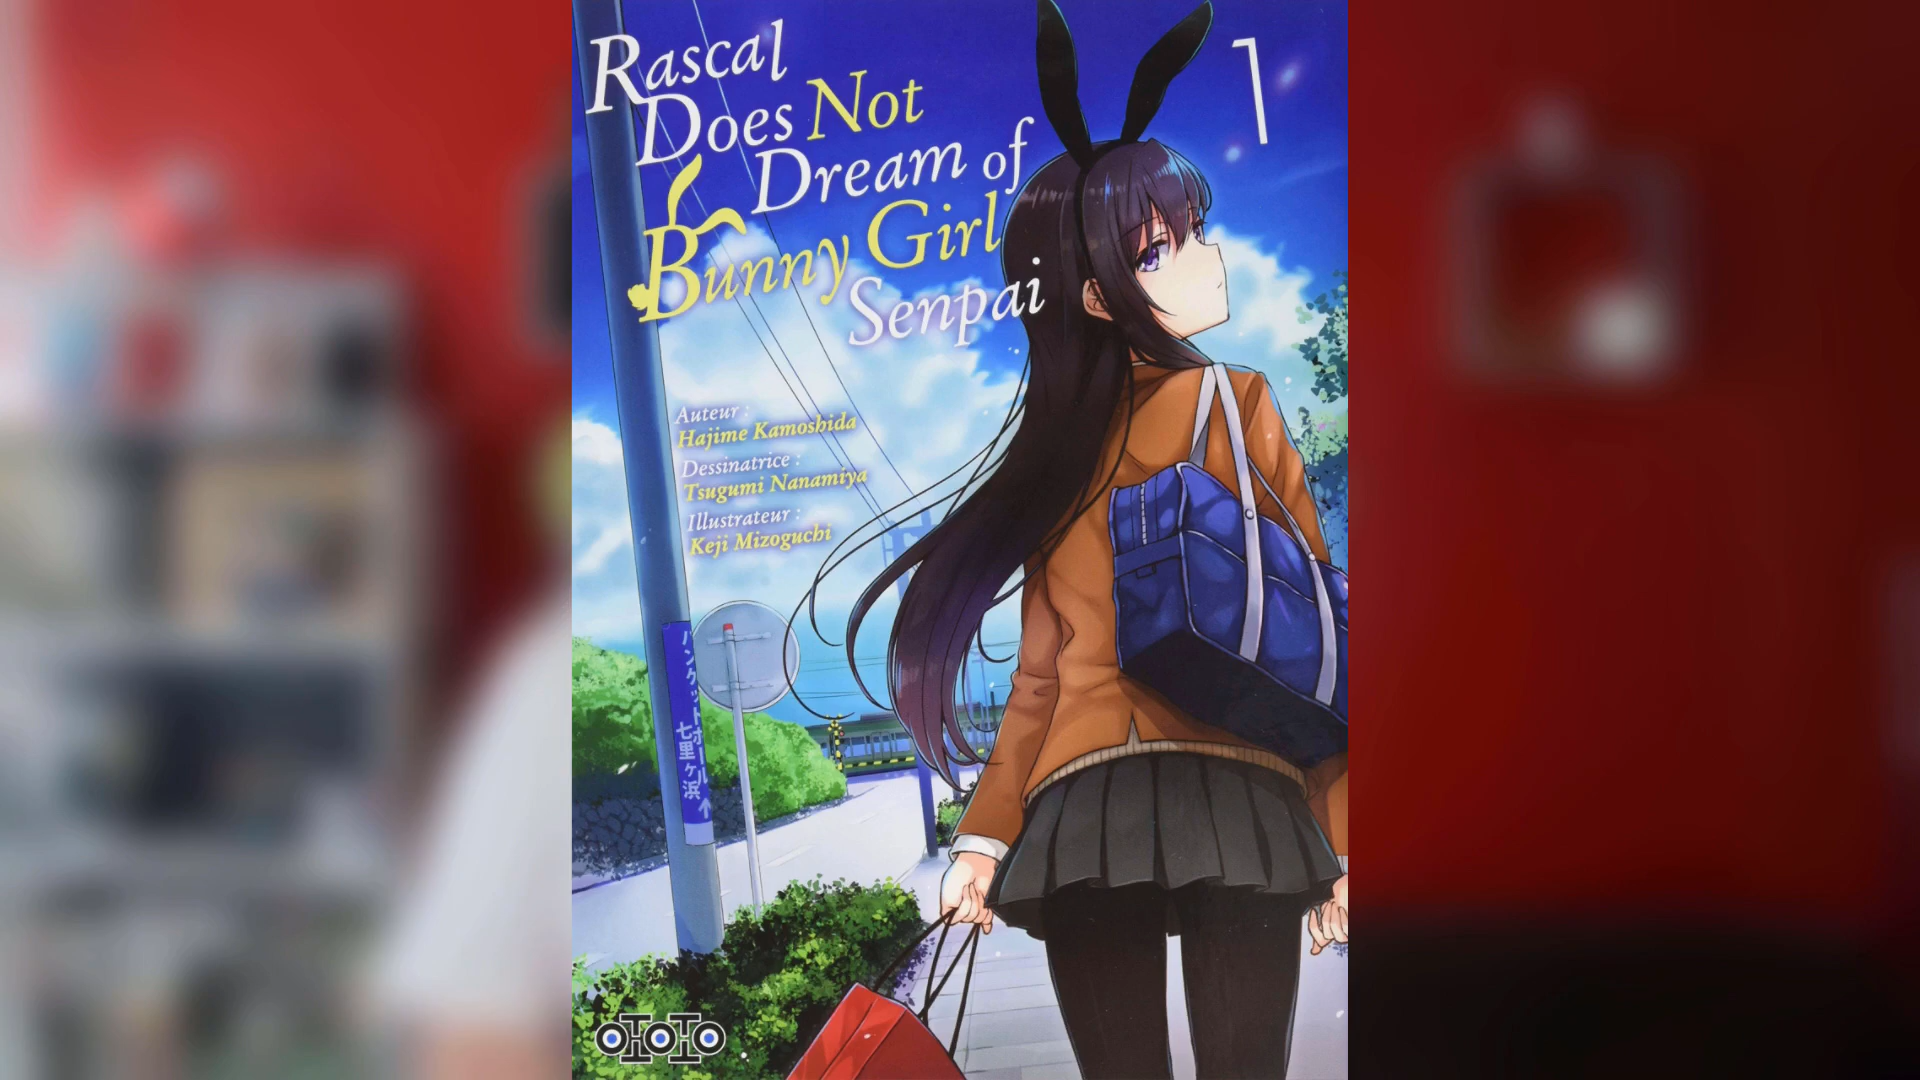 Rascal
Does Not
Dream of
Bunny Girl
Senpai
1
Auteur :
Hajime Kamoshida
Dessinatrice :
Tsugumi Nanamiya
Illustrateur :
Keji Mizoguchi
バンケットホール
七里ヶ浜
OTOTO